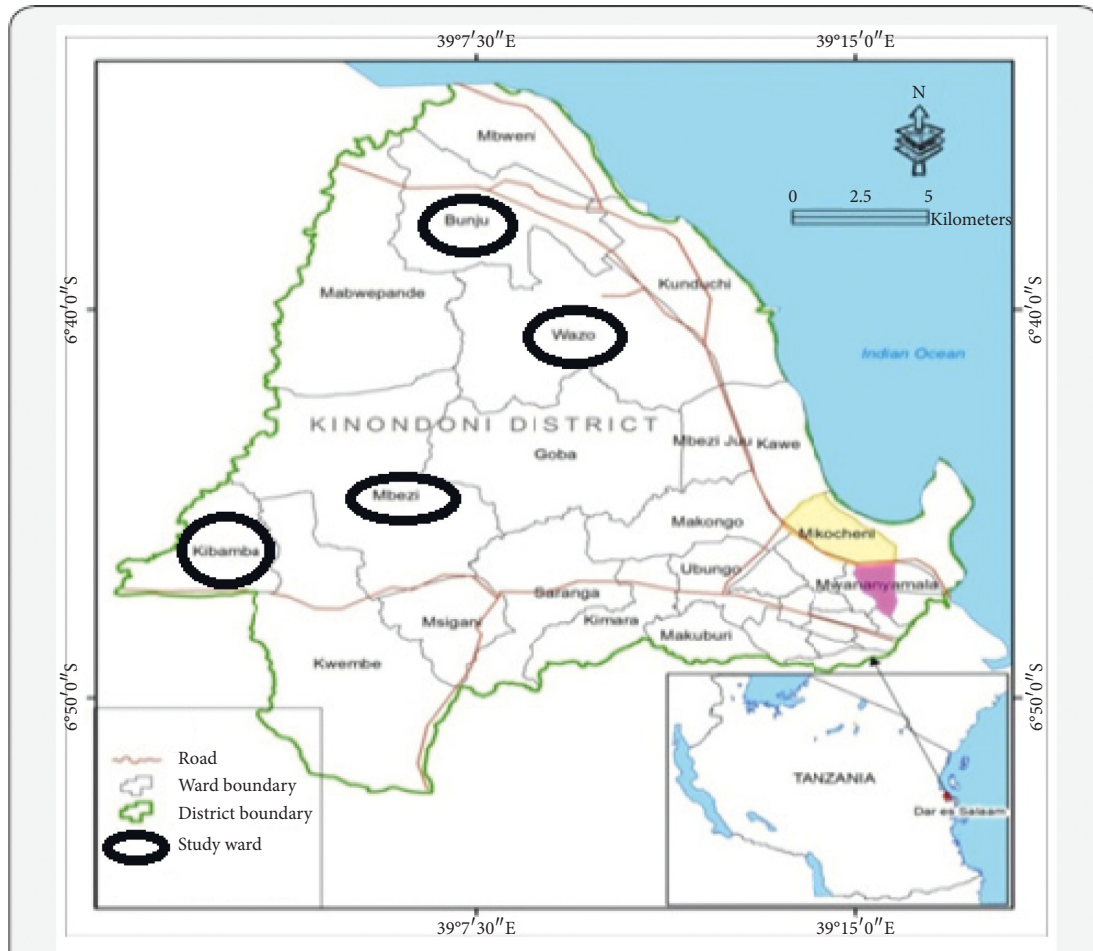 39°7′30″E
39°15′0″E
N
Mbweni
0 2.5 5
Kilometers
Bunju
Kunduchi
Mabwepande
6°40′0″S
6°40′0″S
Wazo
Indian Ocean
KINONDONI DISTRICT
Goba
Mbezi Juu
Kawe
Mbezi
Makongo
Mikocheni
Kibamba
Ubungo
Mwananyamala
Saranga
Msigani
Kimara
Makuburi
Kwembe
6°50′0″S
6°50′0″S
Road
Ward boundary
District boundary
Study ward
TANZANIA
Dar es Salaam
39°7′30″E
39°15′0″E